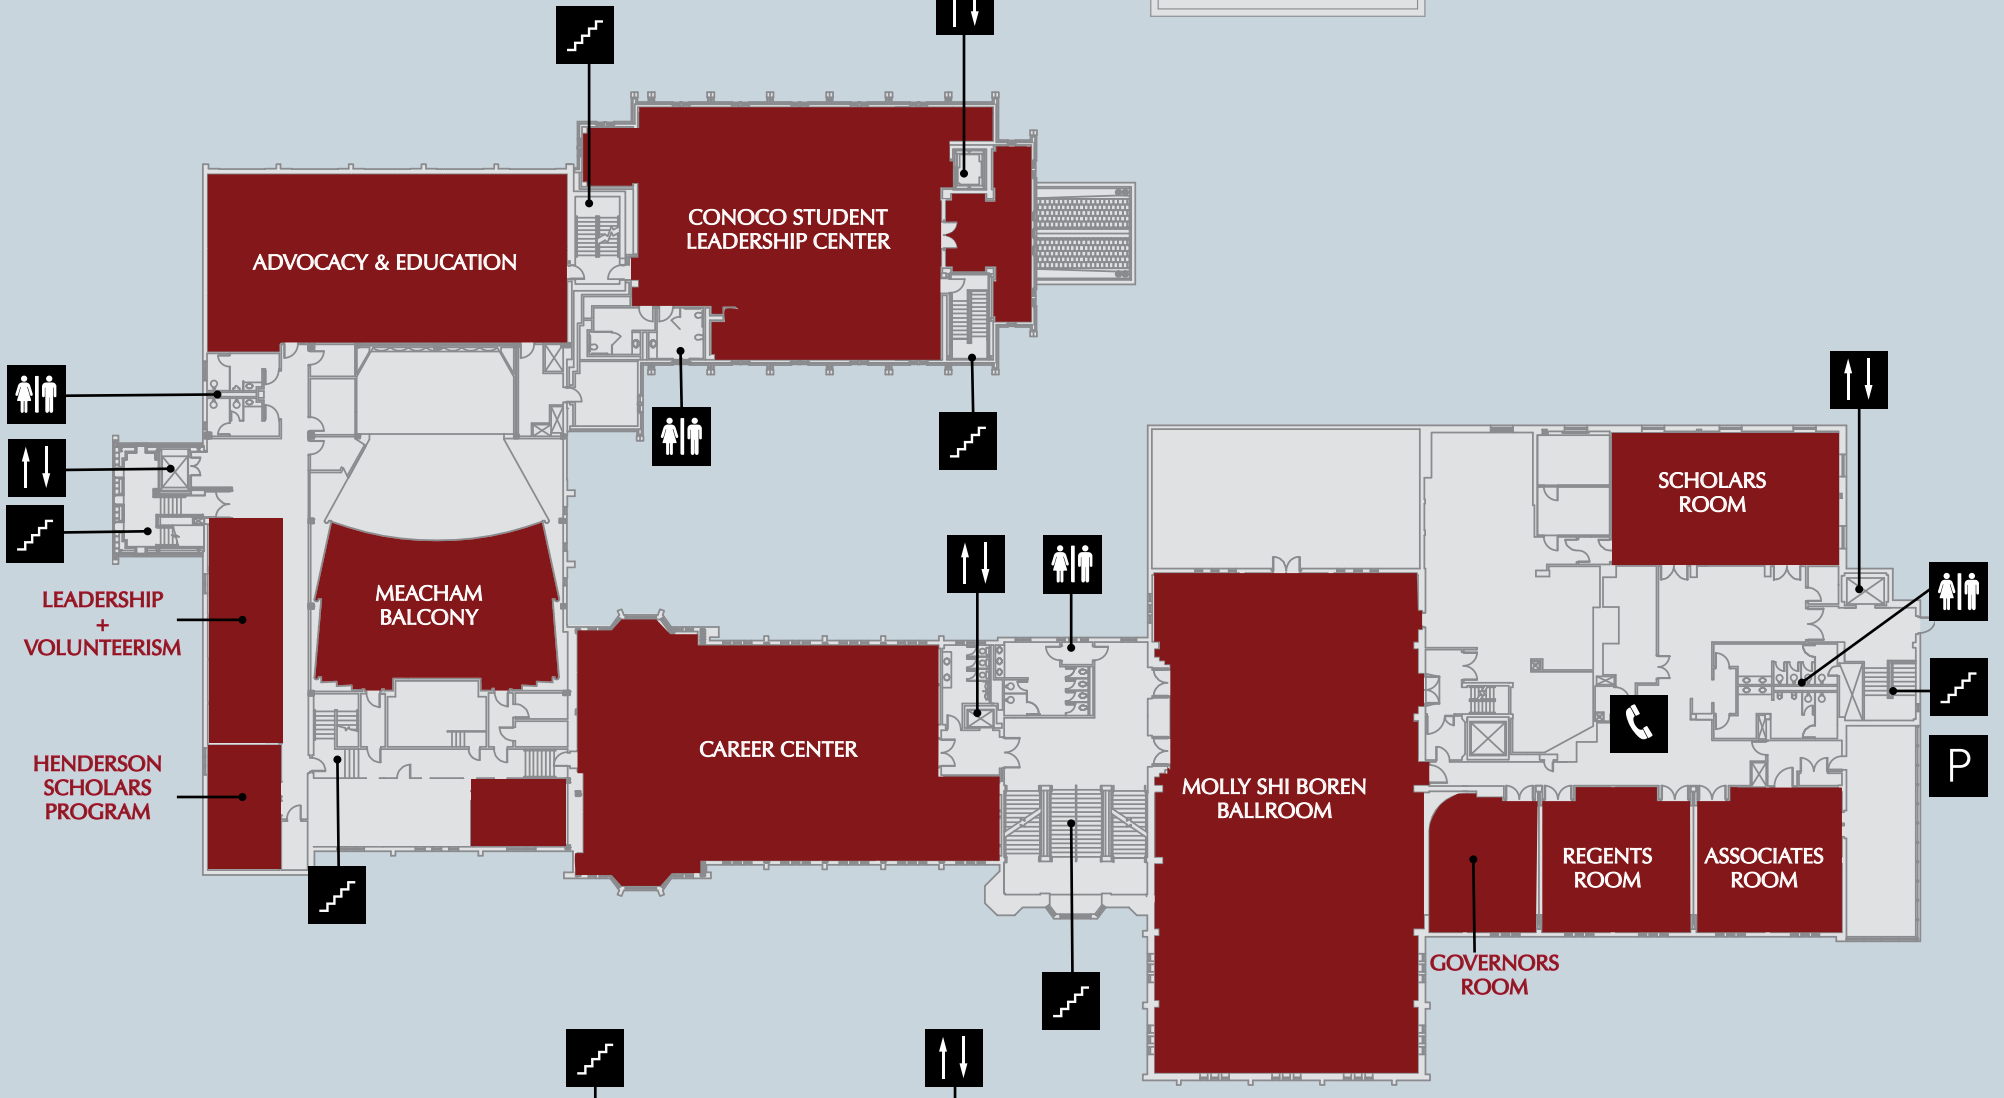 CONOCO STUDENT
LEADERSHIP CENTER
ADVOCACY & EDUCATION
SCHOLARS
ROOM
MEACHAM
BALCONY
LEADERSHIP
+
VOLUNTEERISM
CAREER CENTER
HENDERSON
SCHOLARS
PROGRAM
MOLLY SHI BOREN
BALLROOM
P
REGENTS
ROOM
ASSOCIATES
ROOM
GOVERNORS
ROOM